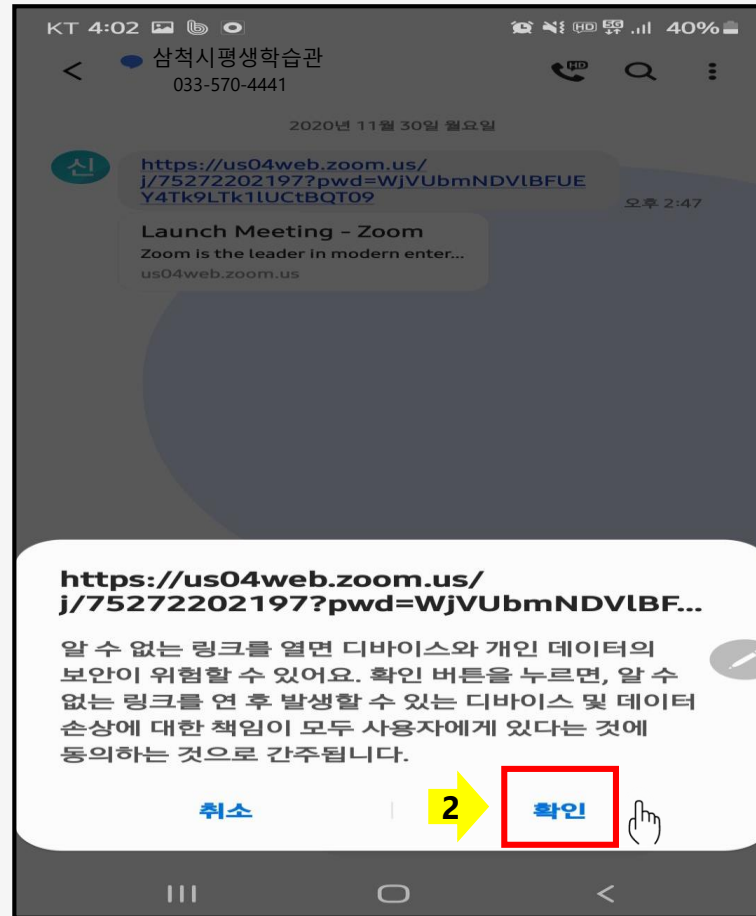 KT 4:02 HD 5G 40%
삼척시평생학습관
033-570-4441
HD
2020년 11월 30일 월요일
신
https://us04web.zoom.us/
j/75272202197?pwd=WjVUbmNDVlBFUE
Y4Tk9LTk1lUCtBQT09
오후 2:47
Launch Meeting - Zoom
Zoom is the leader in modern enter...
us04web.zoom.us
https://us04web.zoom.us/
j/75272202197?pwd=WjVUbmNDVlBF...
알 수 없는 링크를 열면 디바이스와 개인 데이터의
보안이 위험할 수 있어요. 확인 버튼을 누르면, 알 수
없는 링크를 연 후 발생할 수 있는 디바이스 및 데이터
손상에 대한 책임이 모두 사용자에게 있다는 것에
동의하는 것으로 간주됩니다.
취소 2 확인